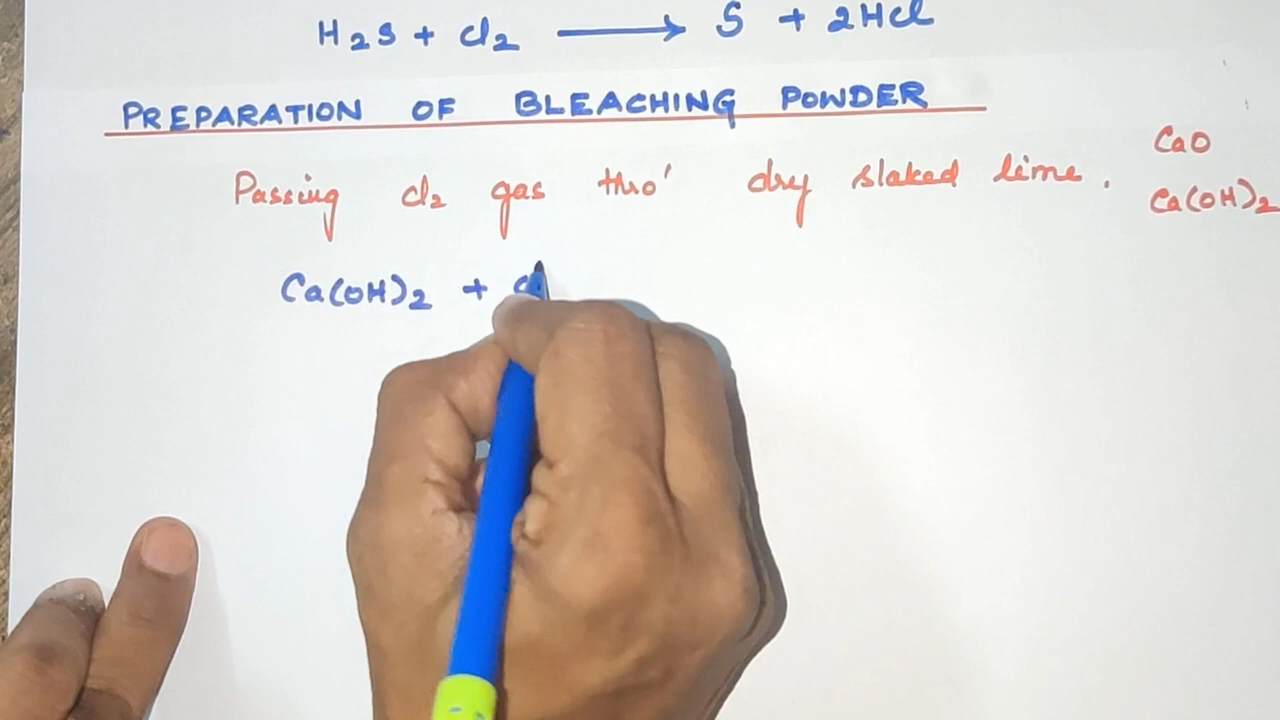 H2S + Cl2 → S + 2HCl
PREPARATION OF BLEACHING POWDER
CaO
Passing Cl2 gas thro' dry slaked lime.
Ca(OH)2
Ca(OH)2 + C